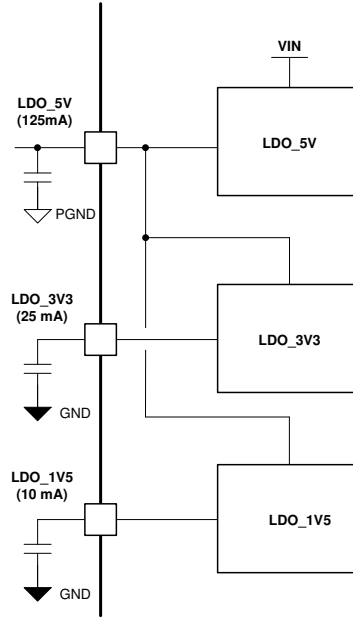 VIN
LDO_5V
(125mA)
LDO_5V
PGND
LDO_3V3
(25 mA)
LDO_3V3
GND
LDO_1V5
(10 mA)
LDO_1V5
GND